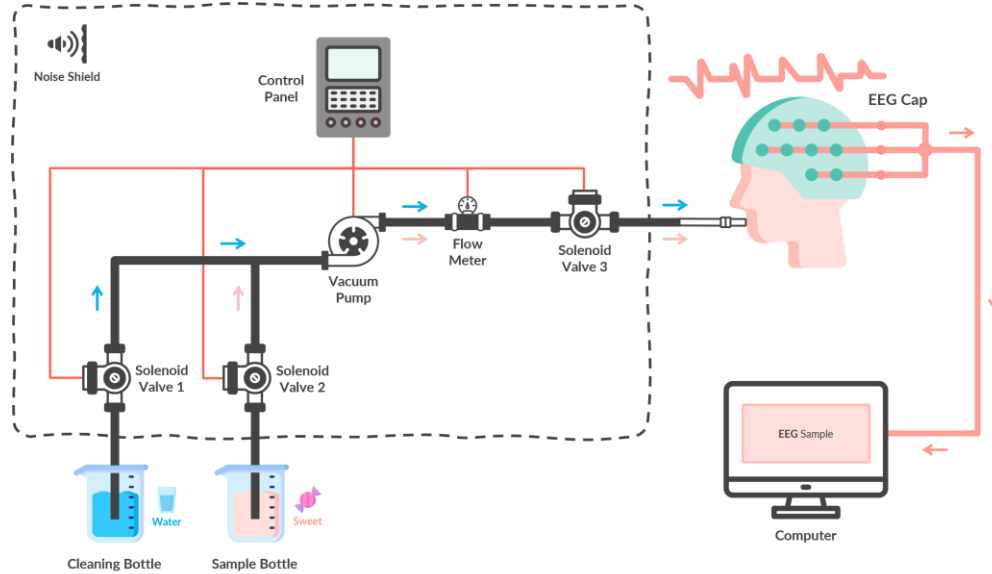 Noise Shield
Control
Panel
EEG Cap
Flow
Meter
Solenoid
Valve 3
Vacuum
Pump
Solenoid
Valve 1
Solenoid
Valve 2
EEG Sample
Water
Sweet
Computer
Cleaning Bottle
Sample Bottle